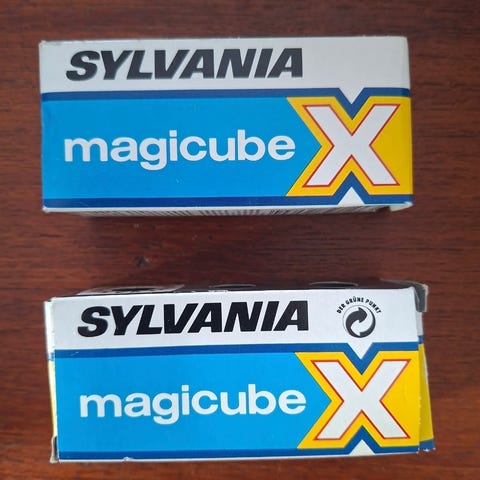 SYLVANIA
magicube X
SYLVANIA
DER GRÜNE PUNKT
magicube X